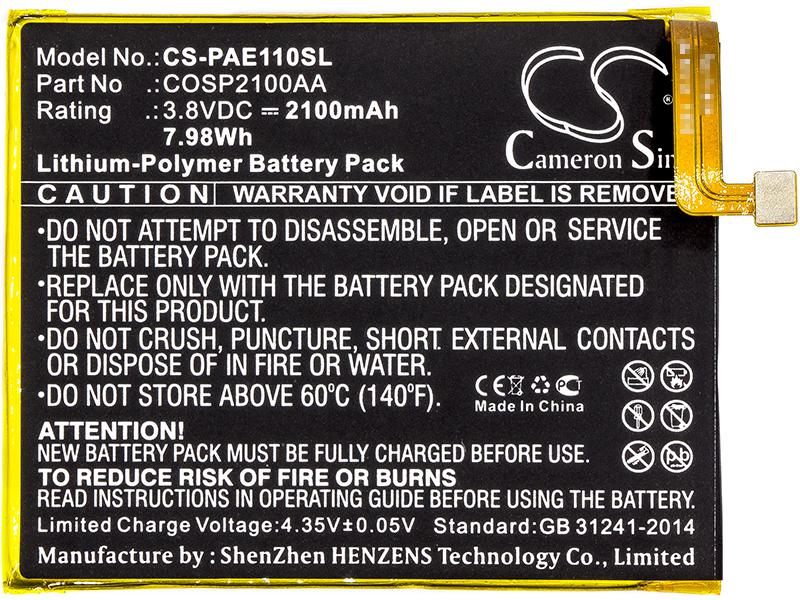 Model No.:CS-PAE110SL
Part No .:COSP2100AA
Rating .:3.8VDC ⎓ 2100mAh
7.98Wh
Lithium-Polymer Battery Pack
CS
®
Cameron
CAUTION WARRANTY VOID IF LABEL IS REMOVE
•DO NOT ATTEMPT TO DISASSEMBLE, OPEN OR SERVICE
THE BATTERY PACK.
•REPLACE ONLY WITH THE BATTERY PACK DESIGNATED
FOR THIS PRODUCT.
•DO NOT CRUSH, PUNCTURE, SHORT EXTERNAL CONTACTS
OR DISPOSE OF IN FIRE OR WATER.
•DO NOT STORE ABOVE 60ºC (140ºF).
CE PCT
Made In China
ATTENTION!
NEW BATTERY PACK MUST BE FULLY CHARGED BEFORE USE.
TO REDUCE RISK OF FIRE OR BURNS
READ INSTRUCTIONS IN OPERATING GUIDE BEFORE USING THE BATTERY.
Limited Charge Voltage:4.35V±0.05V Standard:GB 31241-2014
Manufacture by : ShenZhen HENZENS Technology Co., Limited